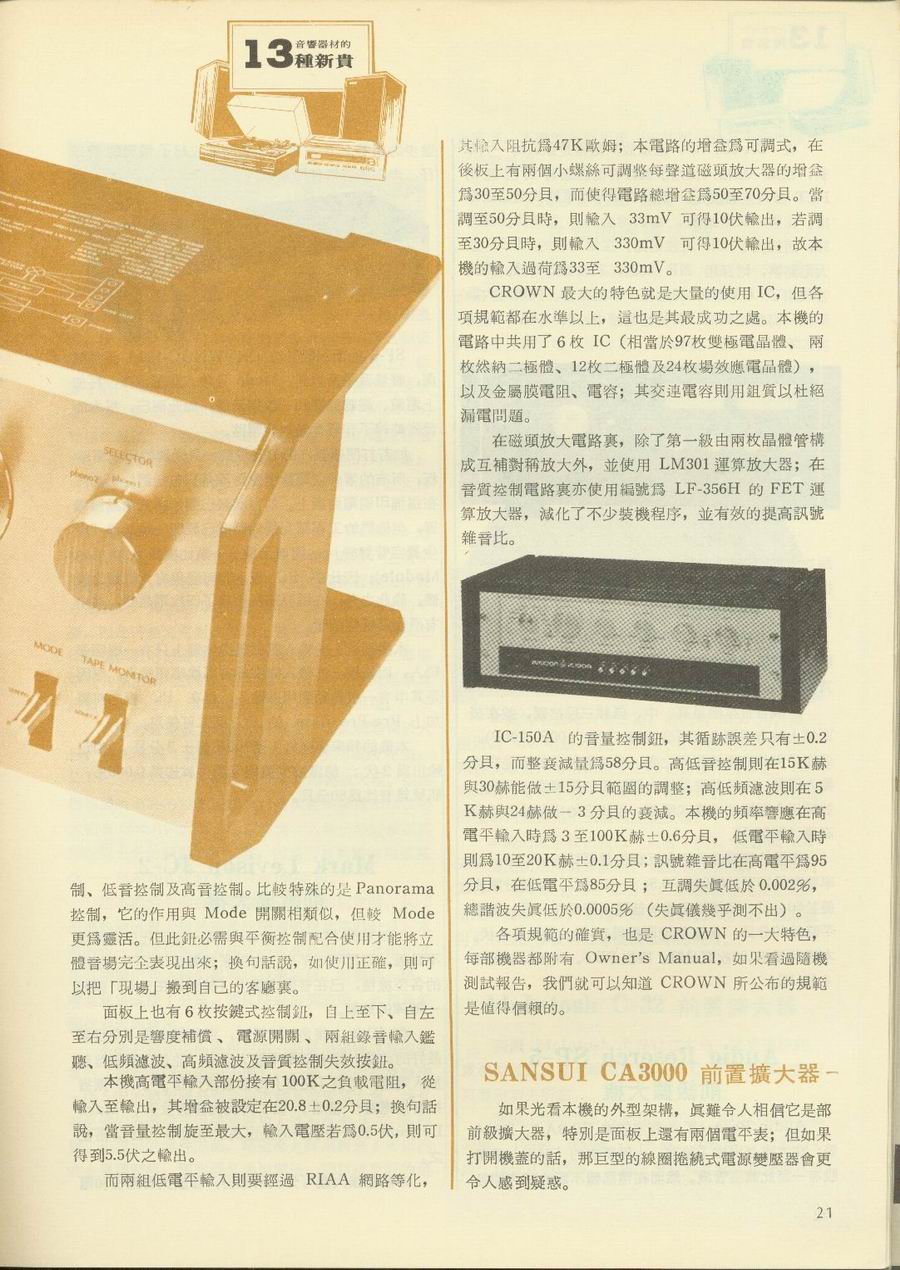 13 音響器材的
種新貴
SELECTOR
phono 2 phono 1
MODE TAPE MONITOR
制、低音控制及高音控制。比較特殊的是 Panorama
控制，它的作用與 Mode 開關相類似，但較 Mode
更爲靈活。但此鈕必需與平衡控制配合使用才能將立
體音場完全表現出來；換句話說，如使用正確，則可
以把「現場」搬到自己的客廳裏。
面板上也有６枚按鍵式控制鈕，自上至下、自左
至右分別是響度補償、電源開關、兩組錄音輸入鑑
聽、低頻濾波、高頻濾波及音質控制失效按鈕。
本機高電平輸入部份接有 100K 之負載電阻，從
輸入至輸出，其增益被設定在20.8±0.2分貝；換句話
說，當音量控制旋至最大，輸入電壓若爲0.5伏，則可
得到5.5伏之輸出。
而兩組低電平輸入則要經過 RIAA 網路等化，
其輸入阻抗爲47K歐姆；本電路的增益爲可調式，在
後板上有兩個小螺絲可調整每聲道磁頭放大器的增益
爲30至50分貝，而使得電路總增益爲50至70分貝。當
調至50分貝時，則輸入 33mV 可得10伏輸出，若調
至30分貝時，則輸入 330mV 可得10伏輸出，故本
機的輸入過荷爲33至 330mV。
CROWN 最大的特色就是大量的使用 IC，但各
項規範都在水準以上，這也是其最成功之處。本機的
電路中共用了６枚 IC（相當於97枚雙極電晶體、兩
枚然納二極體、12枚二極體及24枚場效應電晶體），
以及金屬膜電阻、電容；其交連電容則用鉭質以杜絕
漏電問題。
在磁頭放大電路裏，除了第一級由兩枚晶體管構
成互補對稱放大外，並使用 LM301 運算放大器；在
音質控制電路裏亦使用編號爲 LF-356H 的 FET 運
算放大器，減化了不少裝機程序，並有效的提高訊號
雜音比。
IC-150A 的音量控制鈕，其循跡誤差只有±0.2
分貝，而整衰減量爲58分貝。高低音控制則在15K赫
與30赫能做±15分貝範圍的調整；高低頻濾波則在５
K赫與24赫做－３分貝的衰減。本機的頻率響應在高
電平輸入時爲３至100K赫±0.6分貝，低電平輸入時
則爲10至20K赫±0.1分貝；訊號雜音比在高電平爲95
分貝，在低電平爲85分貝；互調失眞低於0.002%，
總諧波失眞低於0.0005%（失眞儀幾乎測不出）。
各項規範的確實，也是 CROWN 的一大特色，
每部機器都附有 Owner's Manual，如果看過隨機
測試報告，我們就可以知道 CROWN 所公布的規範
是値得信賴的。
SANSUI CA3000 前置擴大器
如果光看本機的外型架構，眞難令人相信它是部
前級擴大器，特別是面板上還有兩個電平表；但如果
打開機蓋的話，那巨型的線圈捲繞式電源變壓器會更
令人感到疑惑。
21